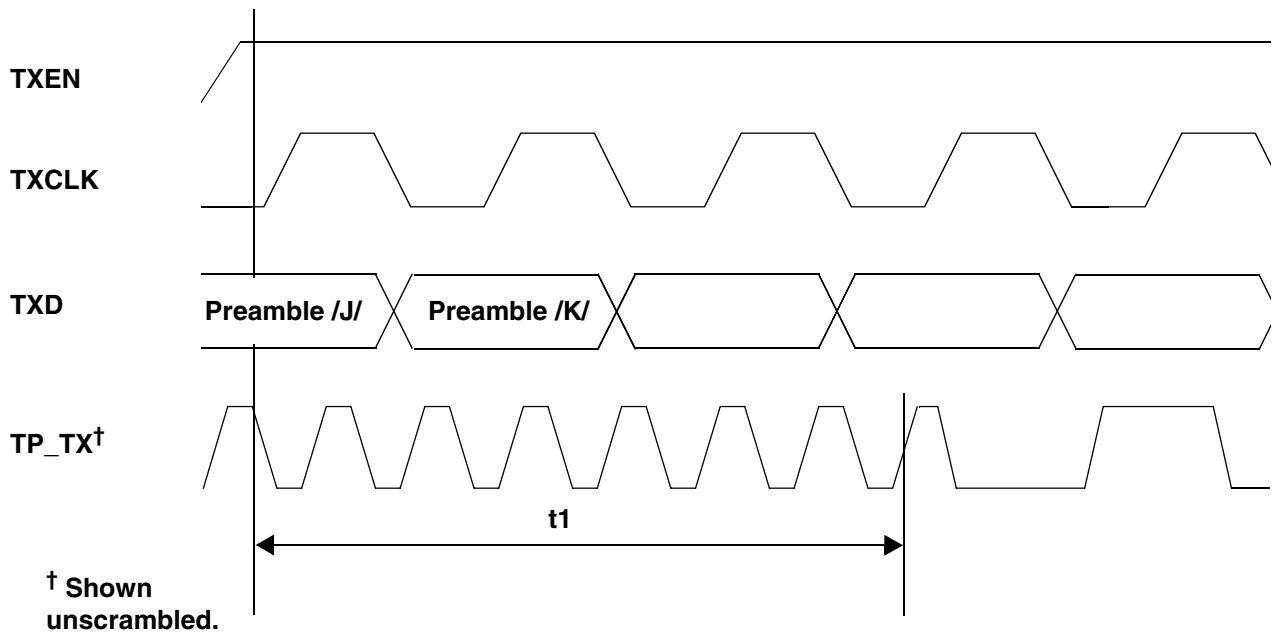 TXEN
TXCLK
TXD
Preamble /J/
Preamble /K/
TP_TX†
t1
† Shown
unscrambled.